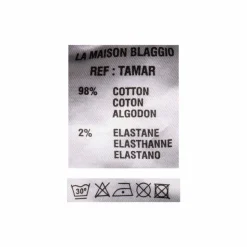 LA MAISON BLAGGIO
REF : TAMAR
98% COTTON
COTON
ALGODON
2% ELASTANE
ELASTHANNE
ELASTANO
30°